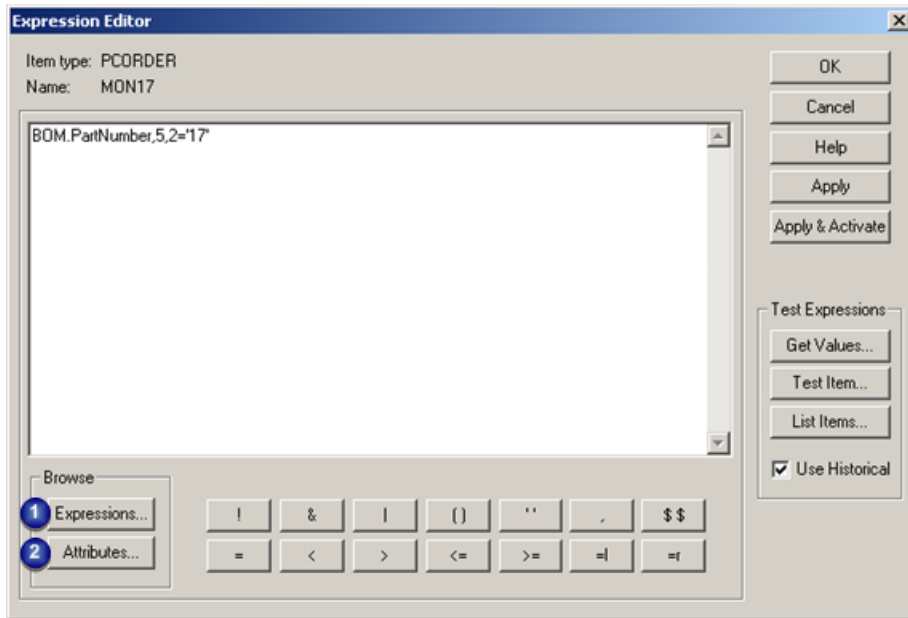 Expression Editor
Item type: PCORDER
Name: MON17
BOM.PartNumber,5,2='17'
OK
Cancel
Help
Apply
Apply & Activate
Test Expressions
Get Values...
Test Item...
List Items...
Use Historical
Browse
1 Expressions...
2 Attributes...
! & | () '' , $$
= < > <= >= =l =r